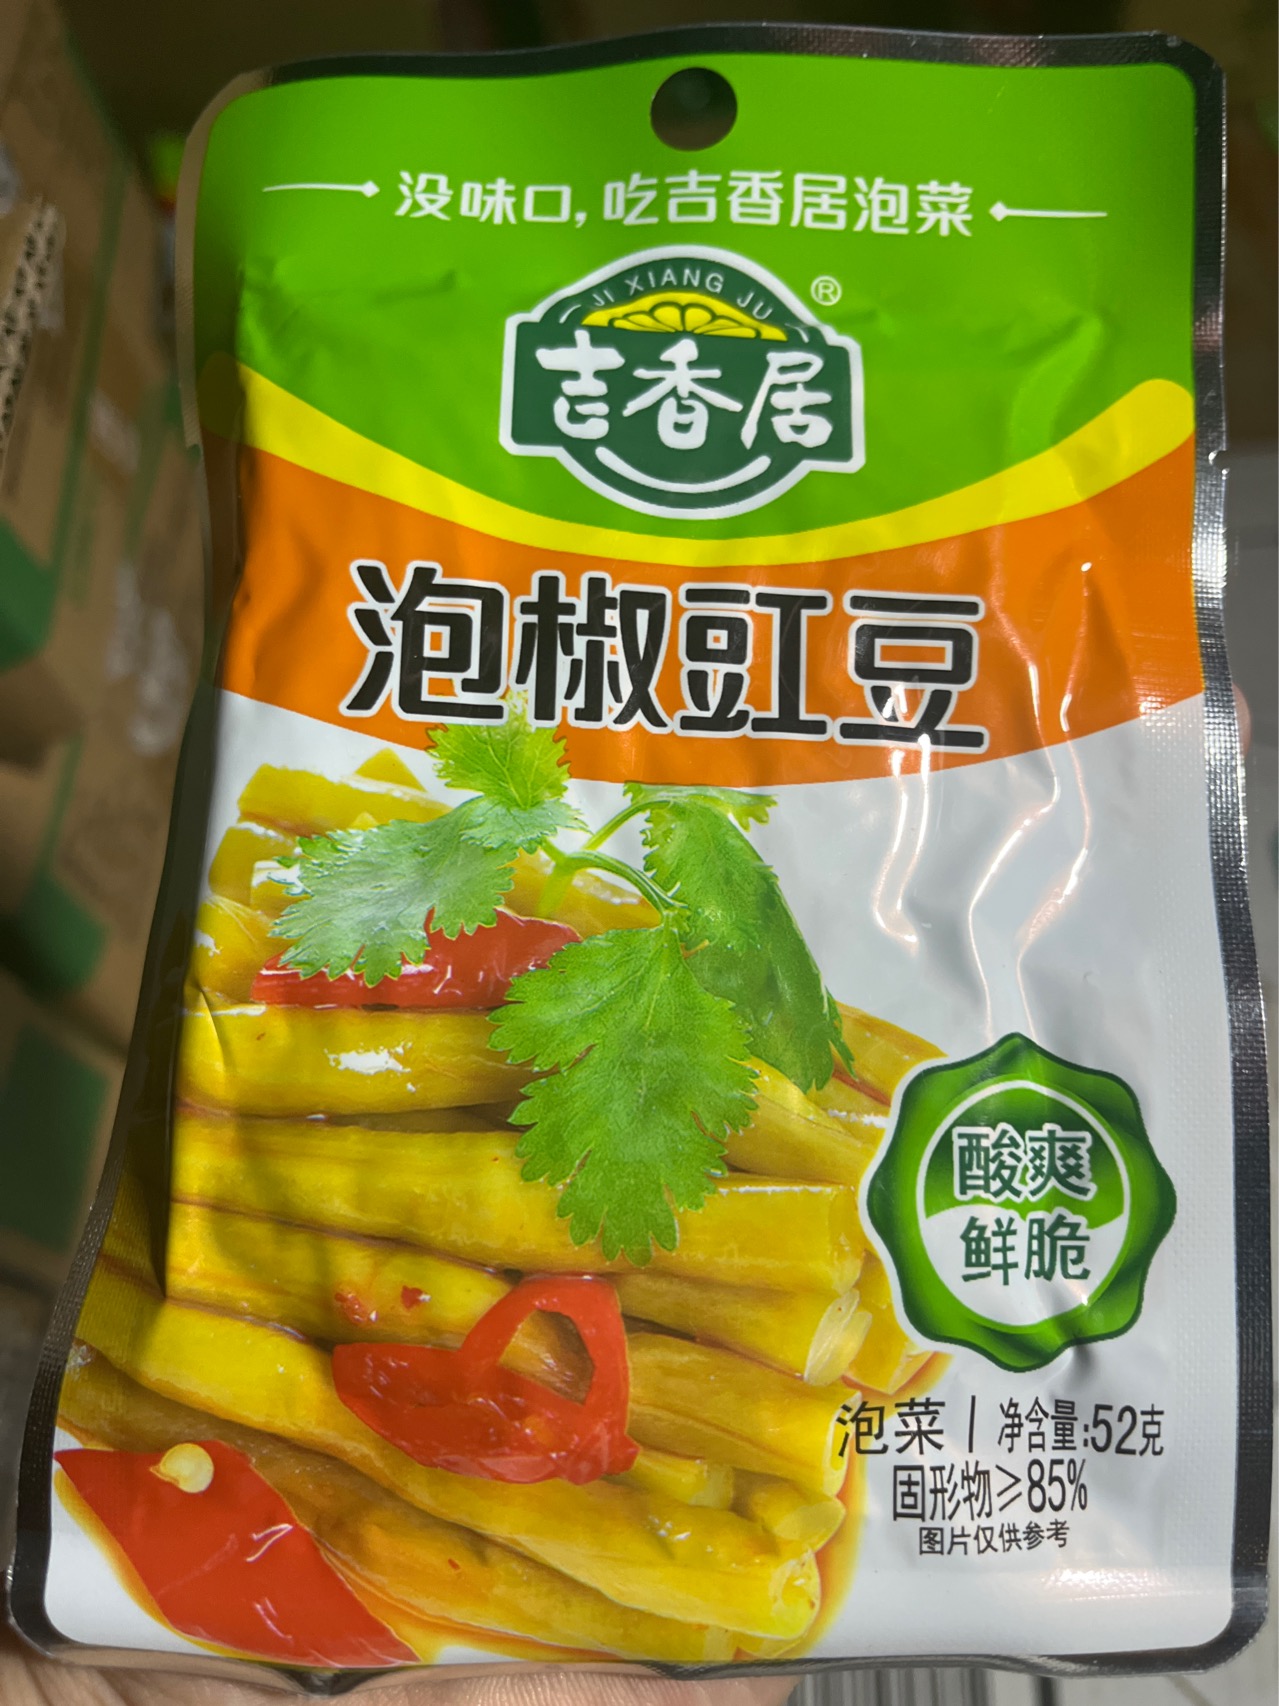 没味口,吃吉香居泡菜
JI XIANG JU
®
吉香居
泡椒豇豆
酸爽
鲜脆
泡菜 | 净含量:52克
固形物≥85%
图片仅供参考